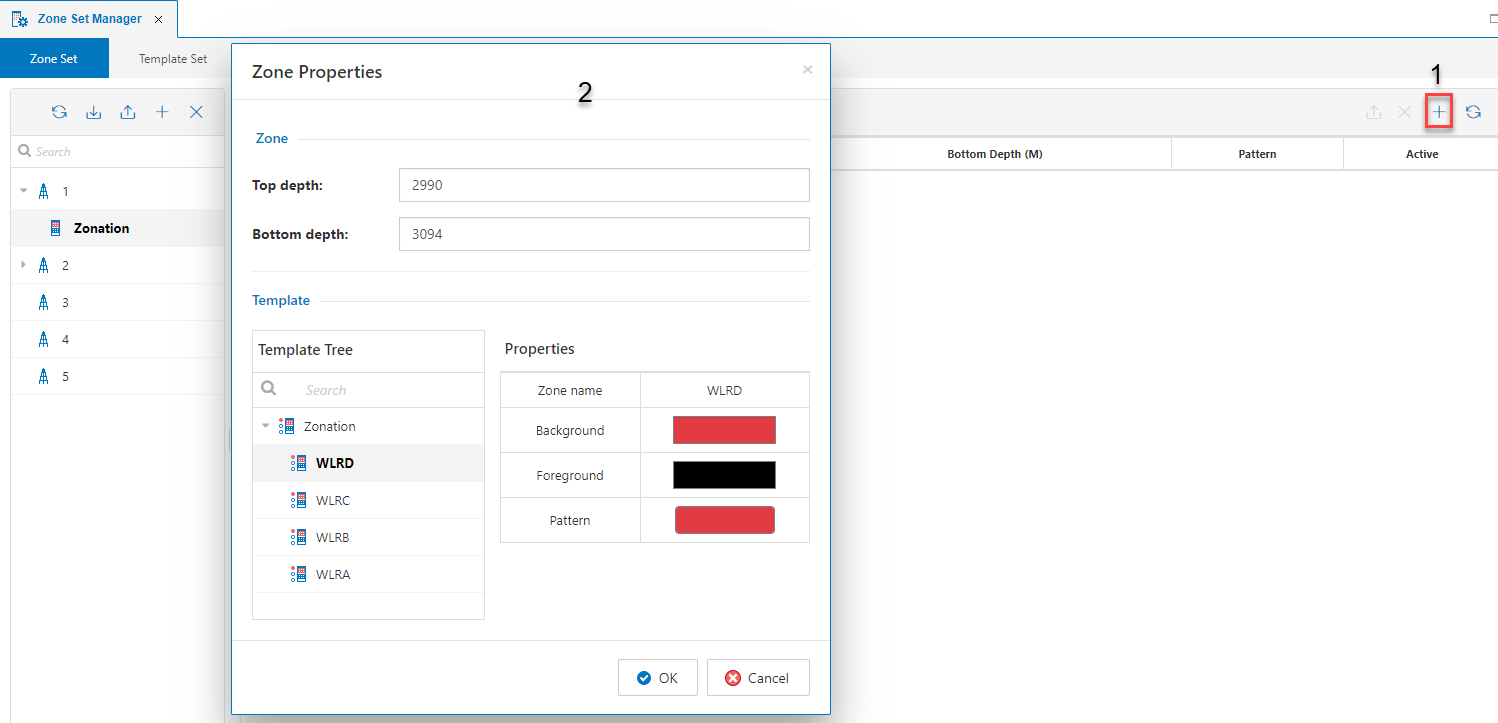 Zone Set Manager
Zone Set
Template Set
1
Search
1
Zonation
2
3
4
5
Zone Properties
2
Zone
Top depth: 2990
Bottom depth: 3094
Template
Template Tree
Search
Zonation
WLRD
WLRC
WLRB
WLRA
Properties
Zone name WLRD
Background
Foreground
Pattern
OK Cancel
Bottom Depth (M) Pattern Active